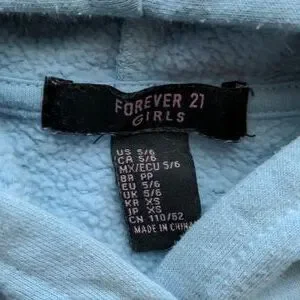 FOREVER 21
GIRLS
US 5/6
CA 5/6
MX/ECU 5/6
BR PP
EU 5/6
UK 5/6
KR XS
JP XS
CN 110/52
MADE IN CHINA